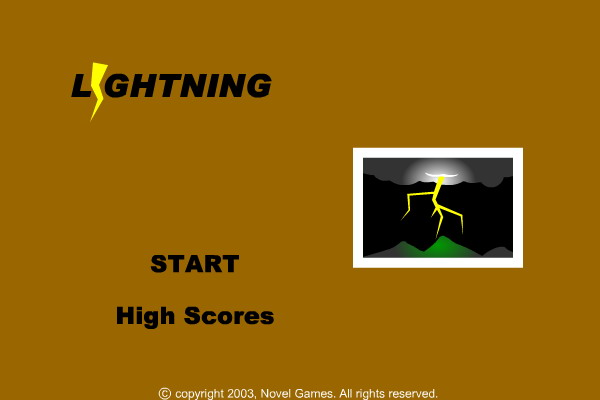 LIGHTNING
START
High Scores
© copyright 2003, Novel Games. All rights reserved.